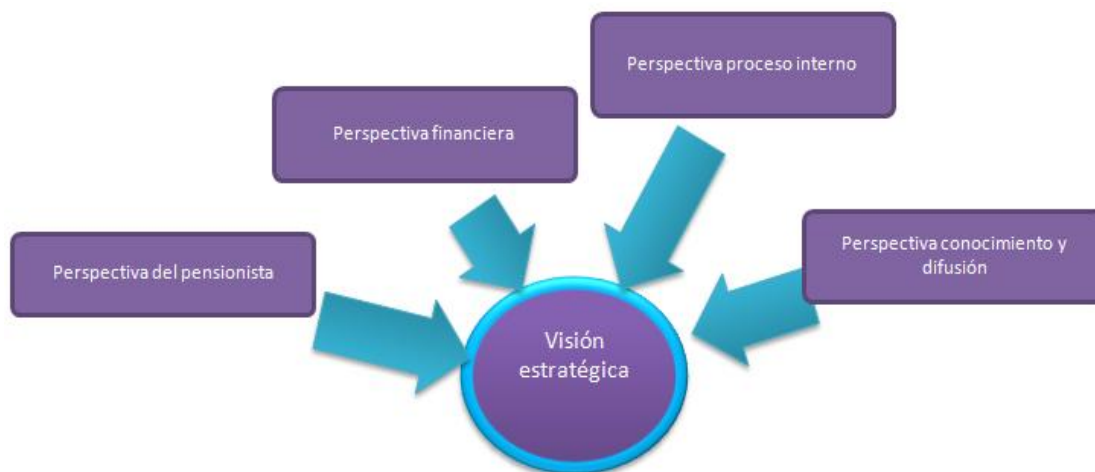 Perspectiva proceso interno
Perspectiva financiera
Perspectiva conocimiento y
difusión
Perspectiva del pensionista
Visión
estratégica